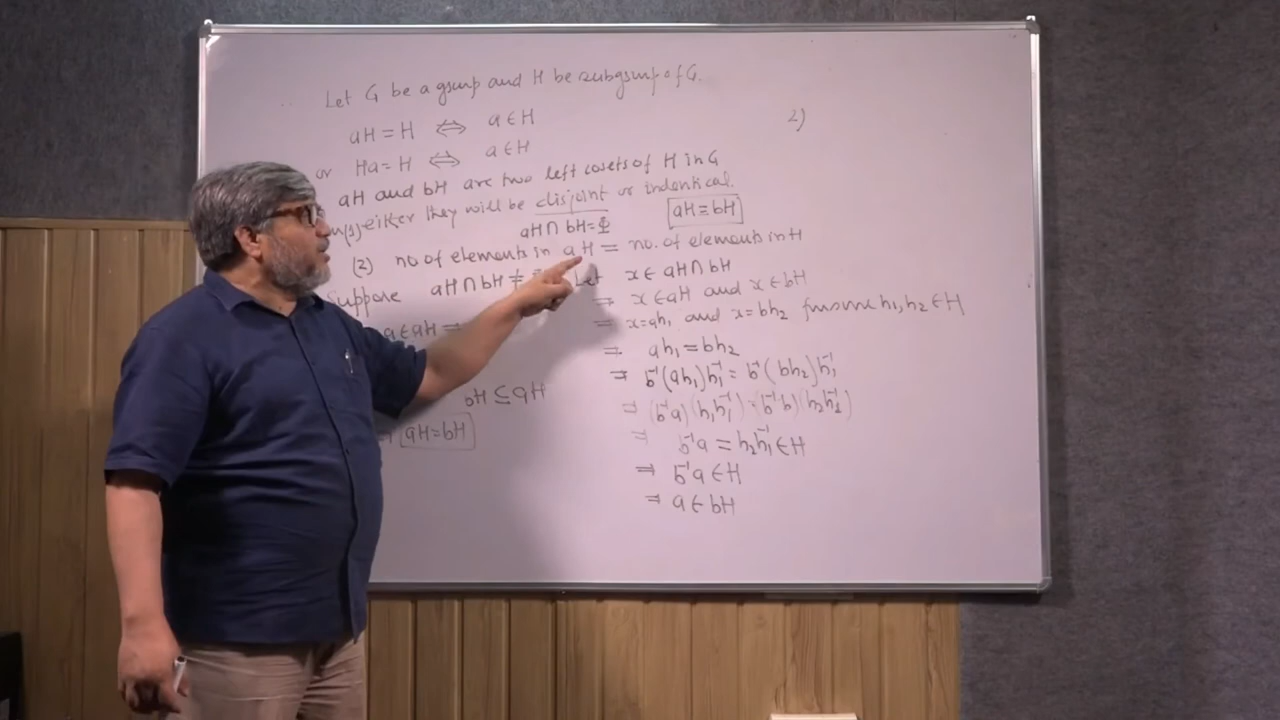 Let G be a group and H be subgroup of G.
aH = H ⇔ a ∈ H
or Ha = H ⇔ a ∈ H
2)
aH and bH are two left cosets of H in G
either they will be disjoint or indentical.
aH ∩ bH = Φ
aH ≡ bH
(2) no of elements in aH = no. of elements in H
Suppose aH ∩ bH ≠ Let x ∈ aH ∩ bH
⇒ x ∈ aH and x ∈ bH
a ∈ aH ⇒
⇒ x = ah₁ and x = bh₂ for some h₁, h₂ ∈ H
⇒ ah₁ = bh₂
⇒ b⁻¹(ah₁)h₁⁻¹ = b⁻¹(bh₂)h₁⁻¹
bH ⊆ aH
⇒ (b⁻¹a)(h₁h₁⁻¹) = (b⁻¹b)(h₂h₁⁻¹)
aH = bH
⇒ b⁻¹a = h₂h₁⁻¹ ∈ H
⇒ b⁻¹a ∈ H
⇒ a ∈ bH